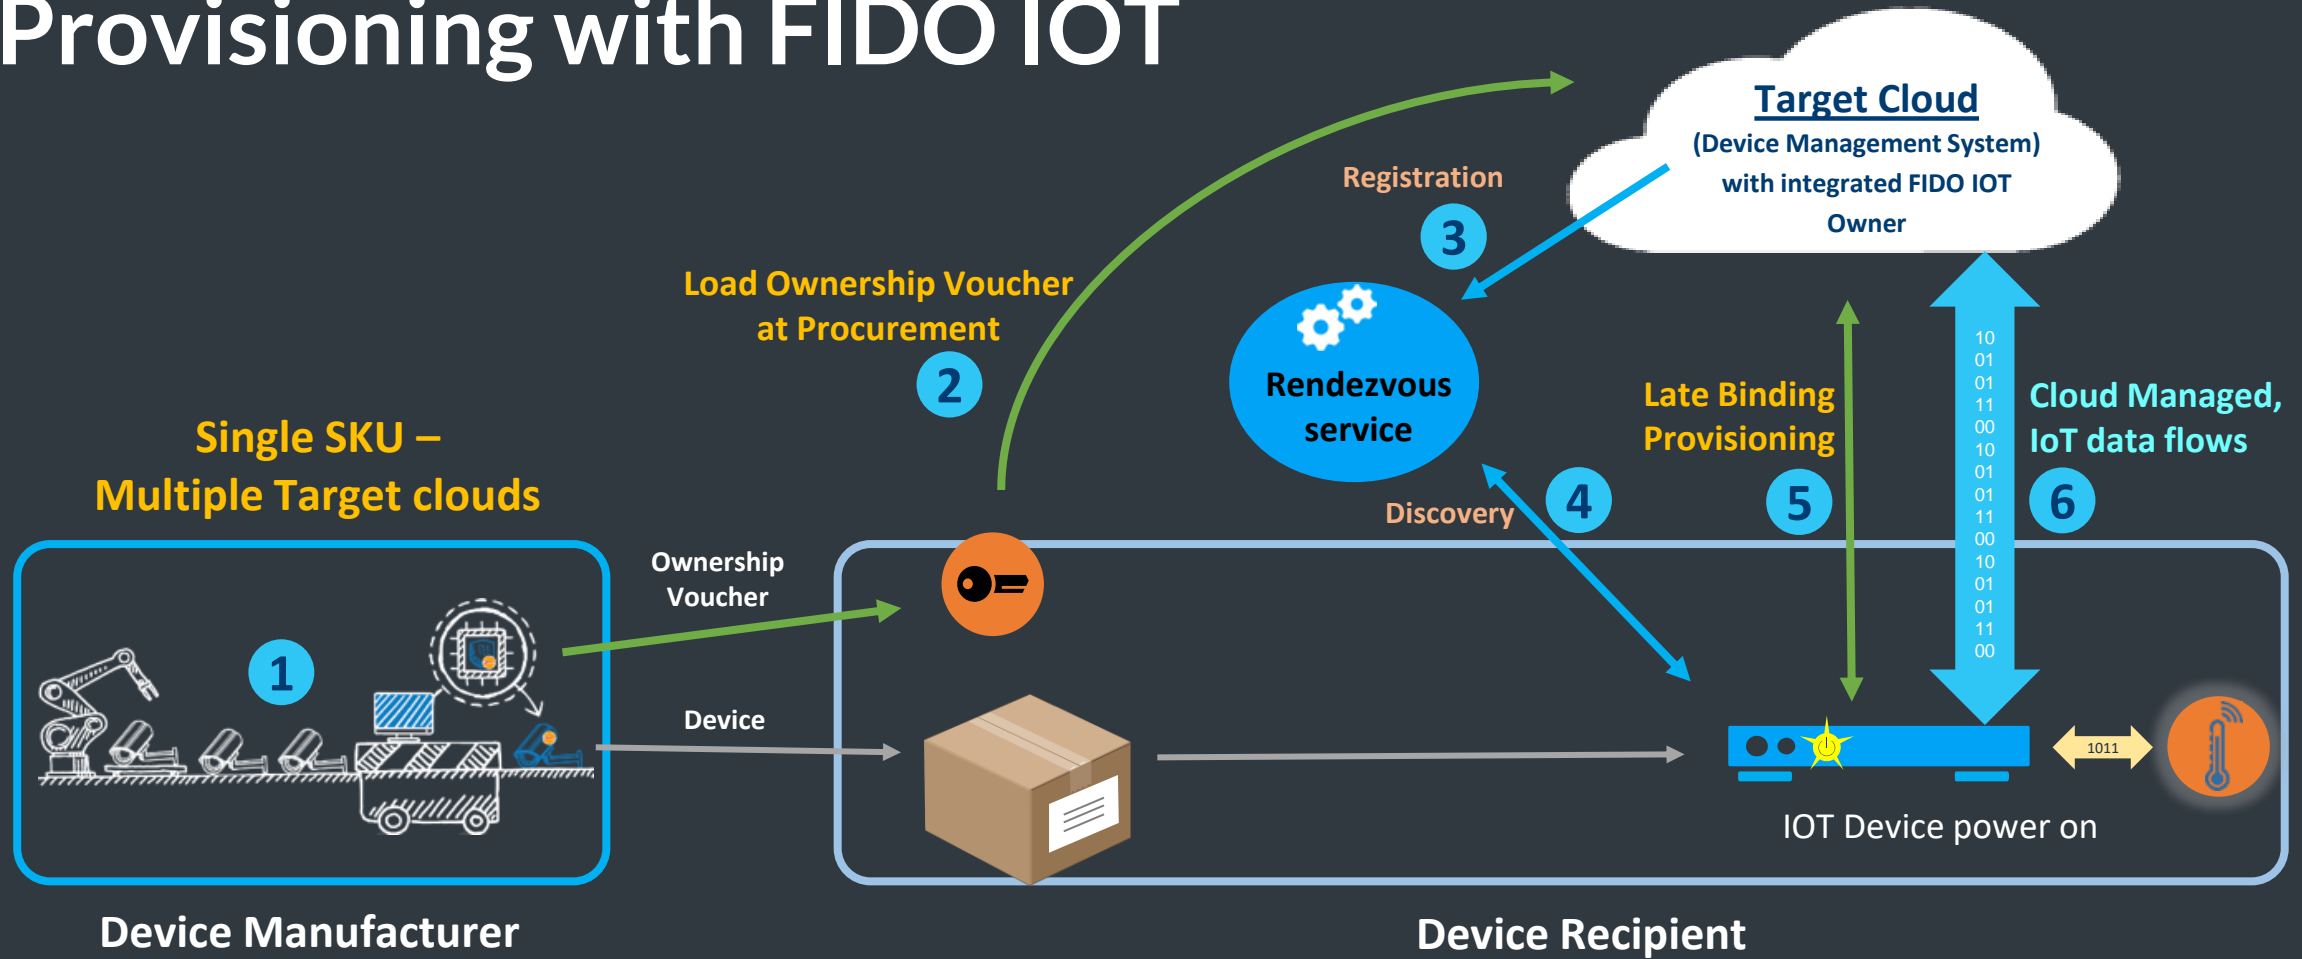 Provisioning with FIDO IOT
Target Cloud
(Device Management System)
with integrated FIDO IOT
Owner
Registration
3
Load Ownership Voucher
at Procurement
2
Rendezvous
service
Late Binding
Provisioning
5
10
01
01
11
00
10
01
01
11
00
10
01
01
11
00
Cloud Managed,
IoT data flows
6
Discovery
4
Single SKU –
Multiple Target clouds
1
Ownership
Voucher
Device
1011
IOT Device power on
Device Manufacturer
Device Recipient